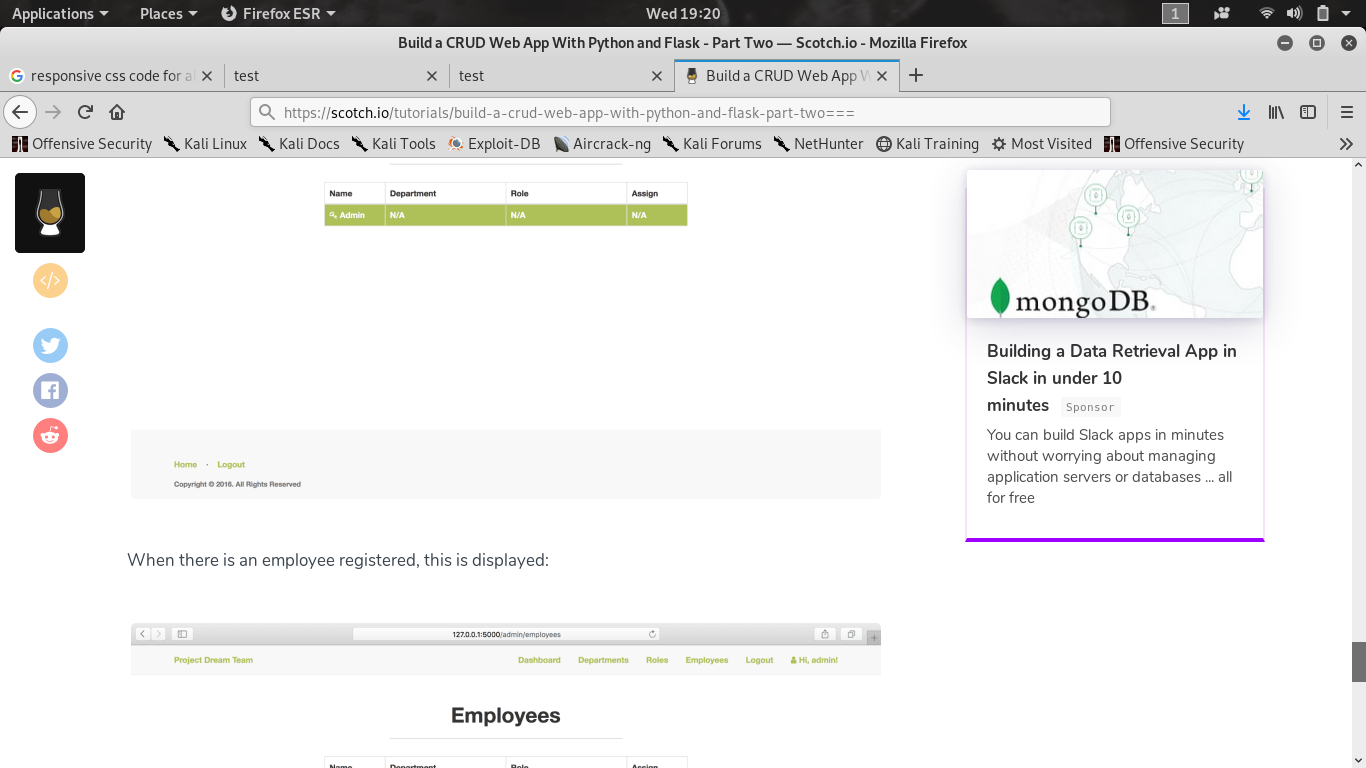 Applications Places Firefox ESR Wed 19:20 1
Build a CRUD Web App With Python and Flask - Part Two — Scotch.io - Mozilla Firefox
responsive css code for a test test Build a CRUD Web App W
https://scotch.io/tutorials/build-a-crud-web-app-with-python-and-flask-part-two===
Offensive Security Kali Linux Kali Docs Kali Tools Exploit-DB Aircrack-ng Kali Forums NetHunter Kali Training Most Visited Offensive Security
Name Department Role Assign
Admin N/A N/A N/A
mongoDB®
Building a Data Retrieval App in
Slack in under 10
minutes Sponsor
You can build Slack apps in minutes
without worrying about managing
application servers or databases ... all
for free
Home · Logout
Copyright © 2016. All Rights Reserved
When there is an employee registered, this is displayed:
127.0.0.1:5000/admin/employees
Project Dream Team Dashboard Departments Roles Employees Logout Hi, admin!
Employees
Name Department Role Assign